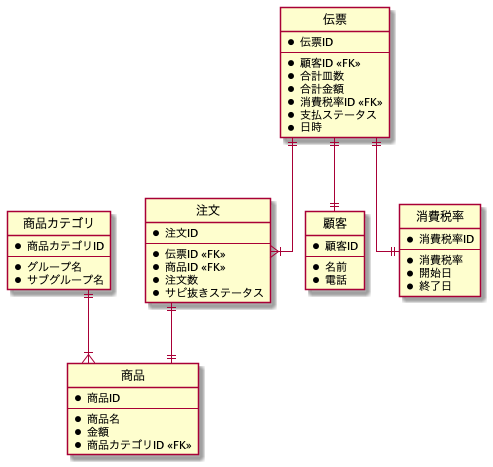 伝票
伝票ID
顧客ID «FK»
合計皿数
合計金額
消費税率ID «FK»
支払ステータス
日時
商品カテゴリ
商品カテゴリID
グループ名
サブグループ名
注文
注文ID
伝票ID «FK»
商品ID «FK»
注文数
サビ抜きステータス
顧客
顧客ID
名前
電話
消費税率
消費税率ID
消費税率
開始日
終了日
商品
商品ID
商品名
金額
商品カテゴリID «FK»